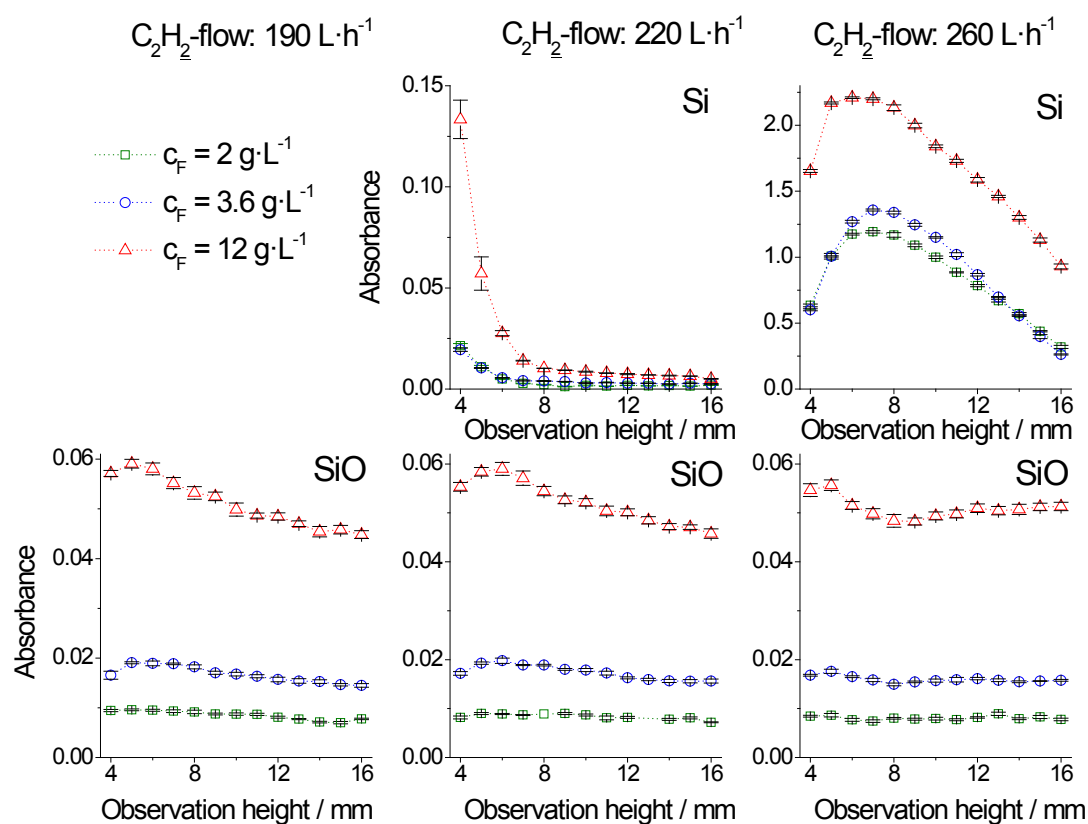 C₂H₂-flow: 190 L·h⁻¹
C₂H₂-flow: 220 L·h⁻¹
C₂H₂-flow: 260 L·h⁻¹
c_F = 2 g·L⁻¹
c_F = 3.6 g·L⁻¹
c_F = 12 g·L⁻¹
Si
0.15
0.10
0.05
0.00
Absorbance
4 8 12 16
Observation height / mm
Si
2.0
1.5
1.0
0.5
0.0
4 8 12 16
Observation height / mm
SiO
0.06
0.04
0.02
0.00
Absorbance
4 8 12 16
Observation height / mm
SiO
0.06
0.04
0.02
0.00
4 8 12 16
Observation height / mm
SiO
0.06
0.04
0.02
0.00
4 8 12 16
Observation height / mm